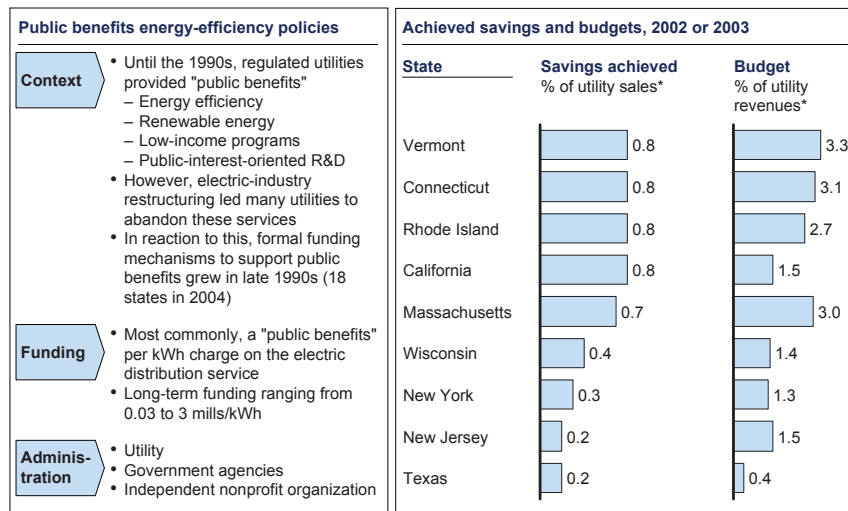 Public benefits energy-efficiency policies
Context
• Until the 1990s, regulated utilities
provided "public benefits"
– Energy efficiency
– Renewable energy
– Low-income programs
– Public-interest-oriented R&D
• However, electric-industry
restructuring led many utilities to
abandon these services
• In reaction to this, formal funding
mechanisms to support public
benefits grew in late 1990s (18
states in 2004)
Funding
• Most commonly, a "public benefits"
per kWh charge on the electric
distribution service
• Long-term funding ranging from
0.03 to 3 mills/kWh
Adminis-
tration
• Utility
• Government agencies
• Independent nonprofit organization
Achieved savings and budgets, 2002 or 2003
State Savings achieved Budget
% of utility sales* % of utility
revenues*
Vermont 0.8 3.3
Connecticut 0.8 3.1
Rhode Island 0.8 2.7
California 0.8 1.5
Massachusetts 0.7 3.0
Wisconsin 0.4 1.4
New York 0.3 1.3
New Jersey 0.2 1.5
Texas 0.2 0.4